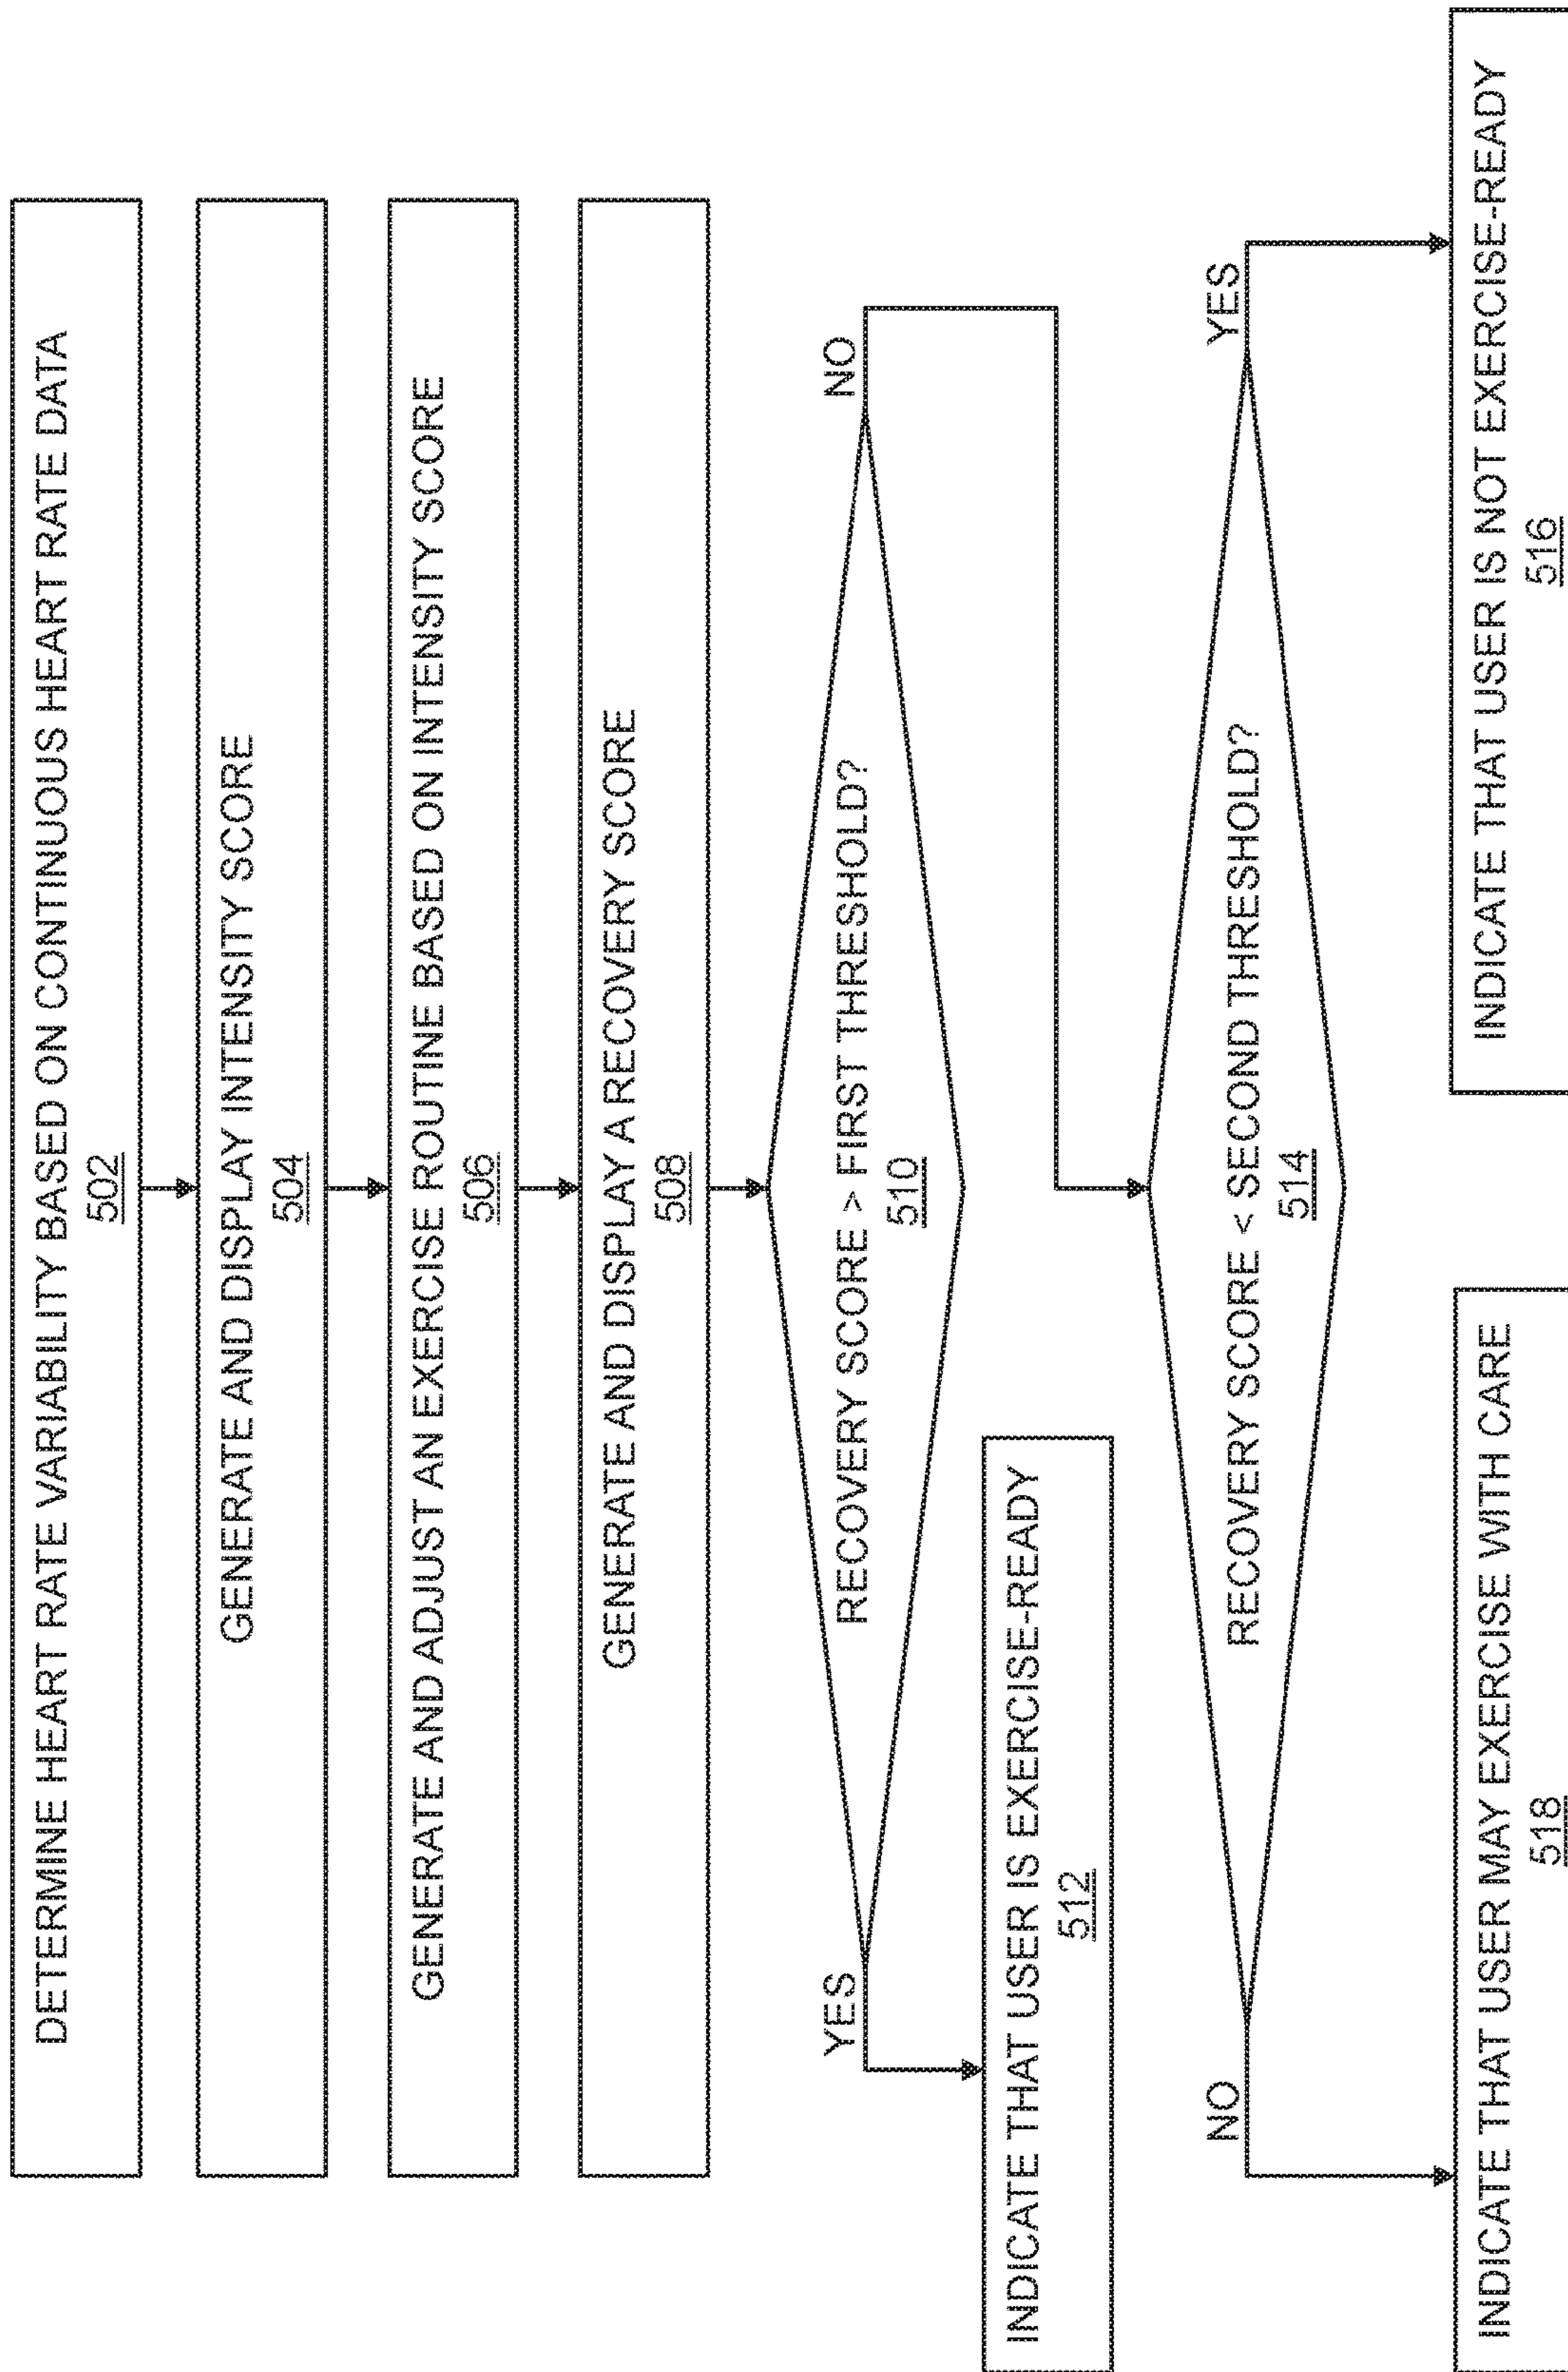 DETERMINE HEART RATE VARIABILITY BASED ON CONTINUOUS HEART RATE DATA
502
GENERATE AND DISPLAY INTENSITY SCORE
504
GENERATE AND ADJUST AN EXERCISE ROUTINE BASED ON INTENSITY SCORE
506
GENERATE AND DISPLAY A RECOVERY SCORE
508
YES
NO
RECOVERY SCORE > FIRST THRESHOLD?
510
INDICATE THAT USER IS EXERCISE-READY
512
NO
YES
RECOVERY SCORE < SECOND THRESHOLD?
514
INDICATE THAT USER MAY EXERCISE WITH CARE
518
INDICATE THAT USER IS NOT EXERCISE-READY
516